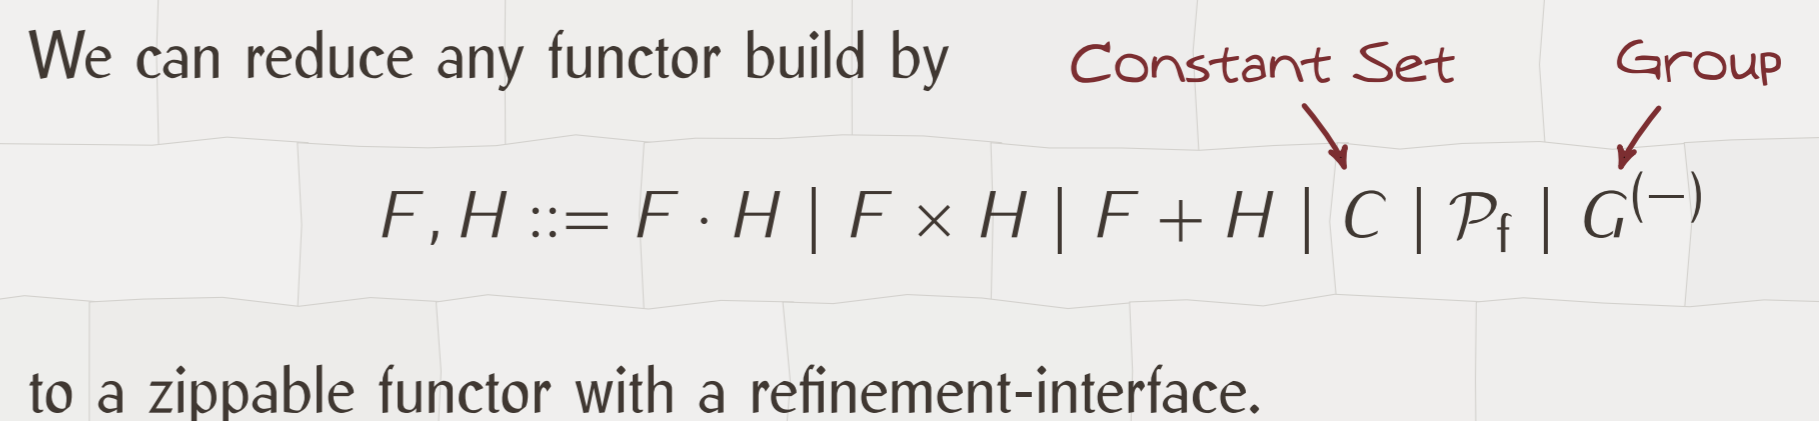 We can reduce any functor build by Constant Set Group
F, H ::= F · H | F × H | F + H | C | 𝒫f | G⁽⁻⁾
to a zippable functor with a refinement-interface.